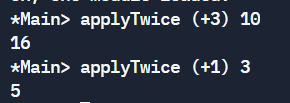 *Main> applyTwice (+3) 10
16
*Main> applyTwice (+1) 3
5